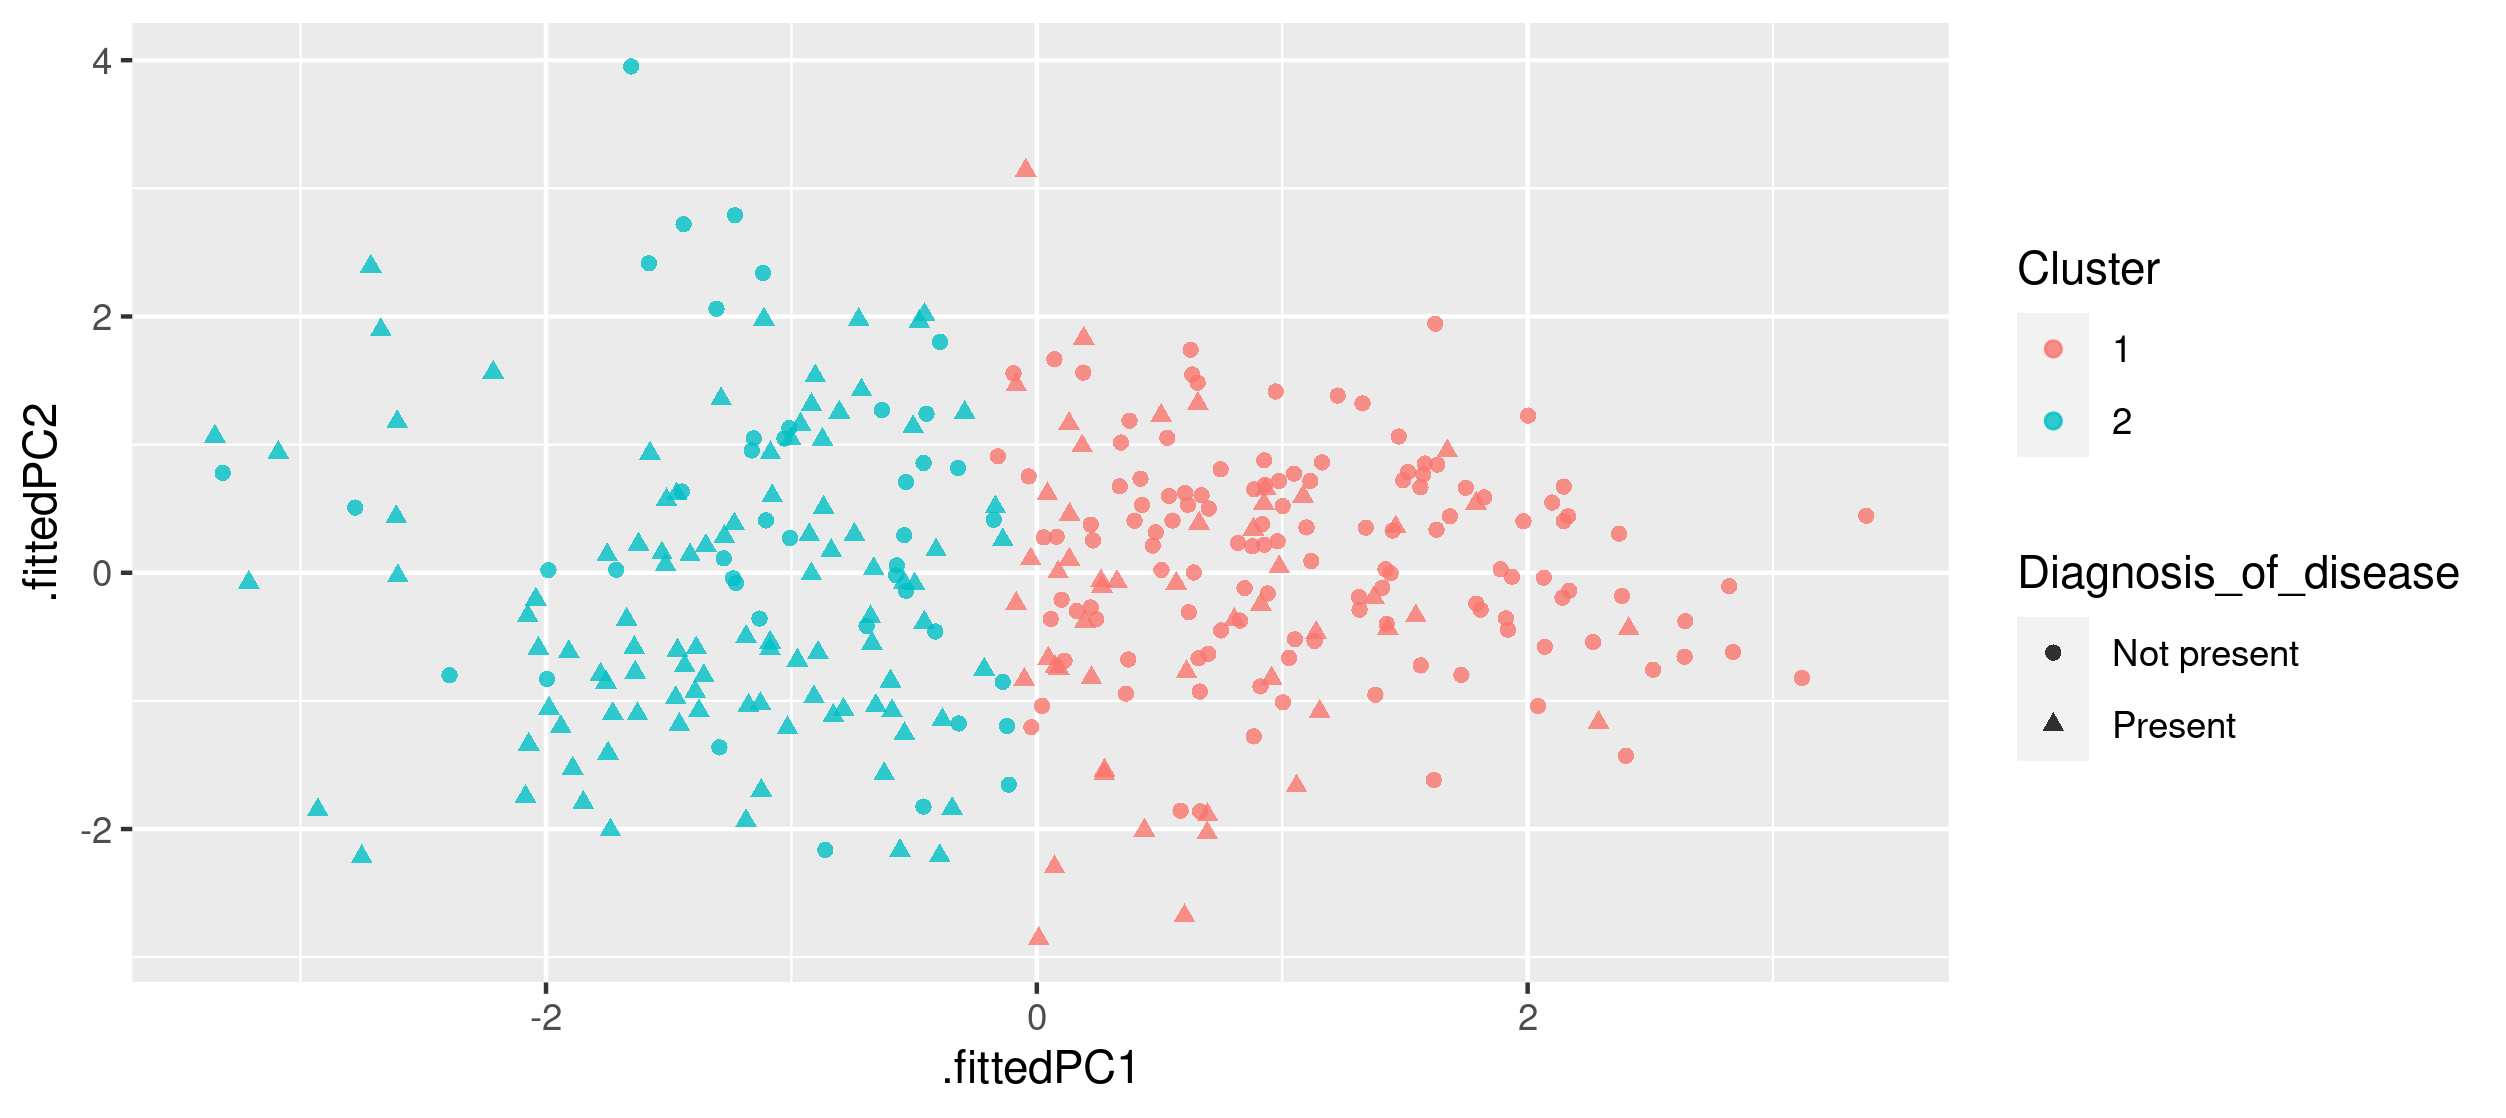 4
2
0
-2
.fittedPC2
-2
0
2
.fittedPC1
Cluster
1
2
Diagnosis_of_disease
Not present
Present